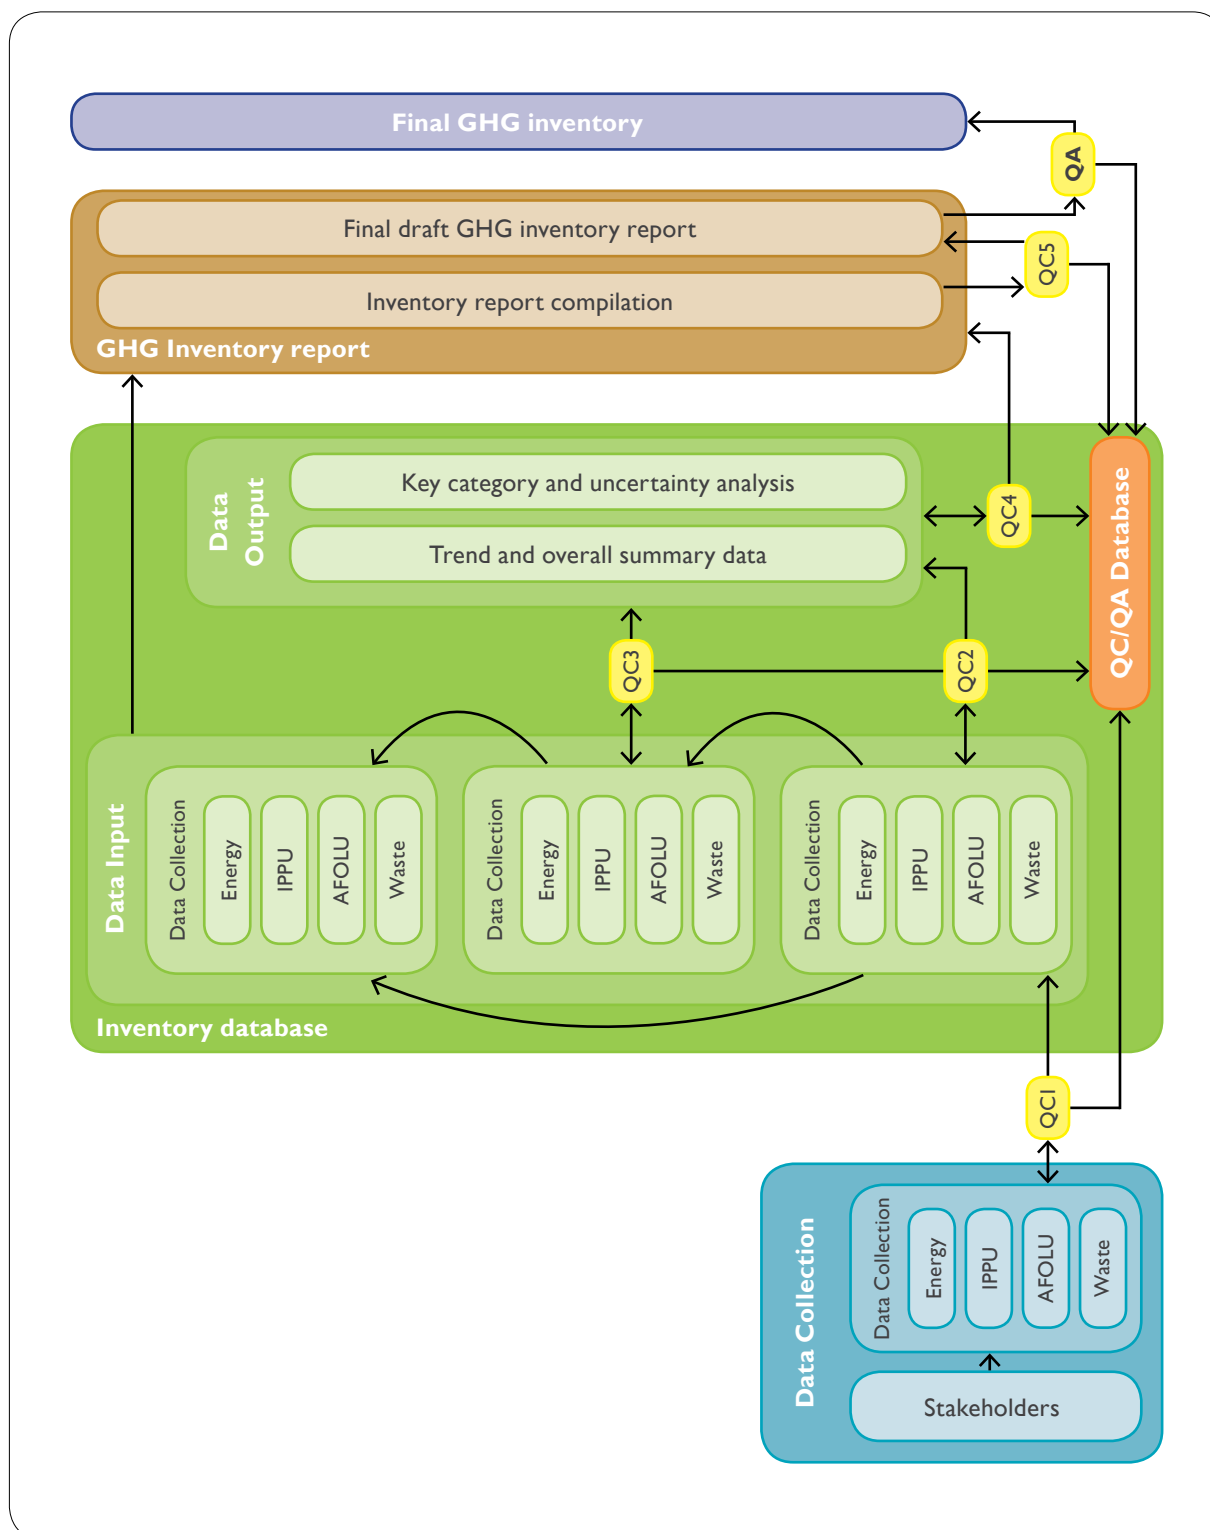 Final GHG inventory
QA
Final draft GHG inventory report
QC5
Inventory report compilation
GHG Inventory report
Data
Output
Key category and uncertainty analysis
Trend and overall summary data
QC4
QC/QA Database
QC3
QC2
Data Input
Data Collection
Energy
IPPU
AFOLU
Waste
Data Collection
Energy
IPPU
AFOLU
Waste
Data Collection
Energy
IPPU
AFOLU
Waste
Inventory database
QC1
Data Collection
Data Collection
Energy
IPPU
AFOLU
Waste
Stakeholders